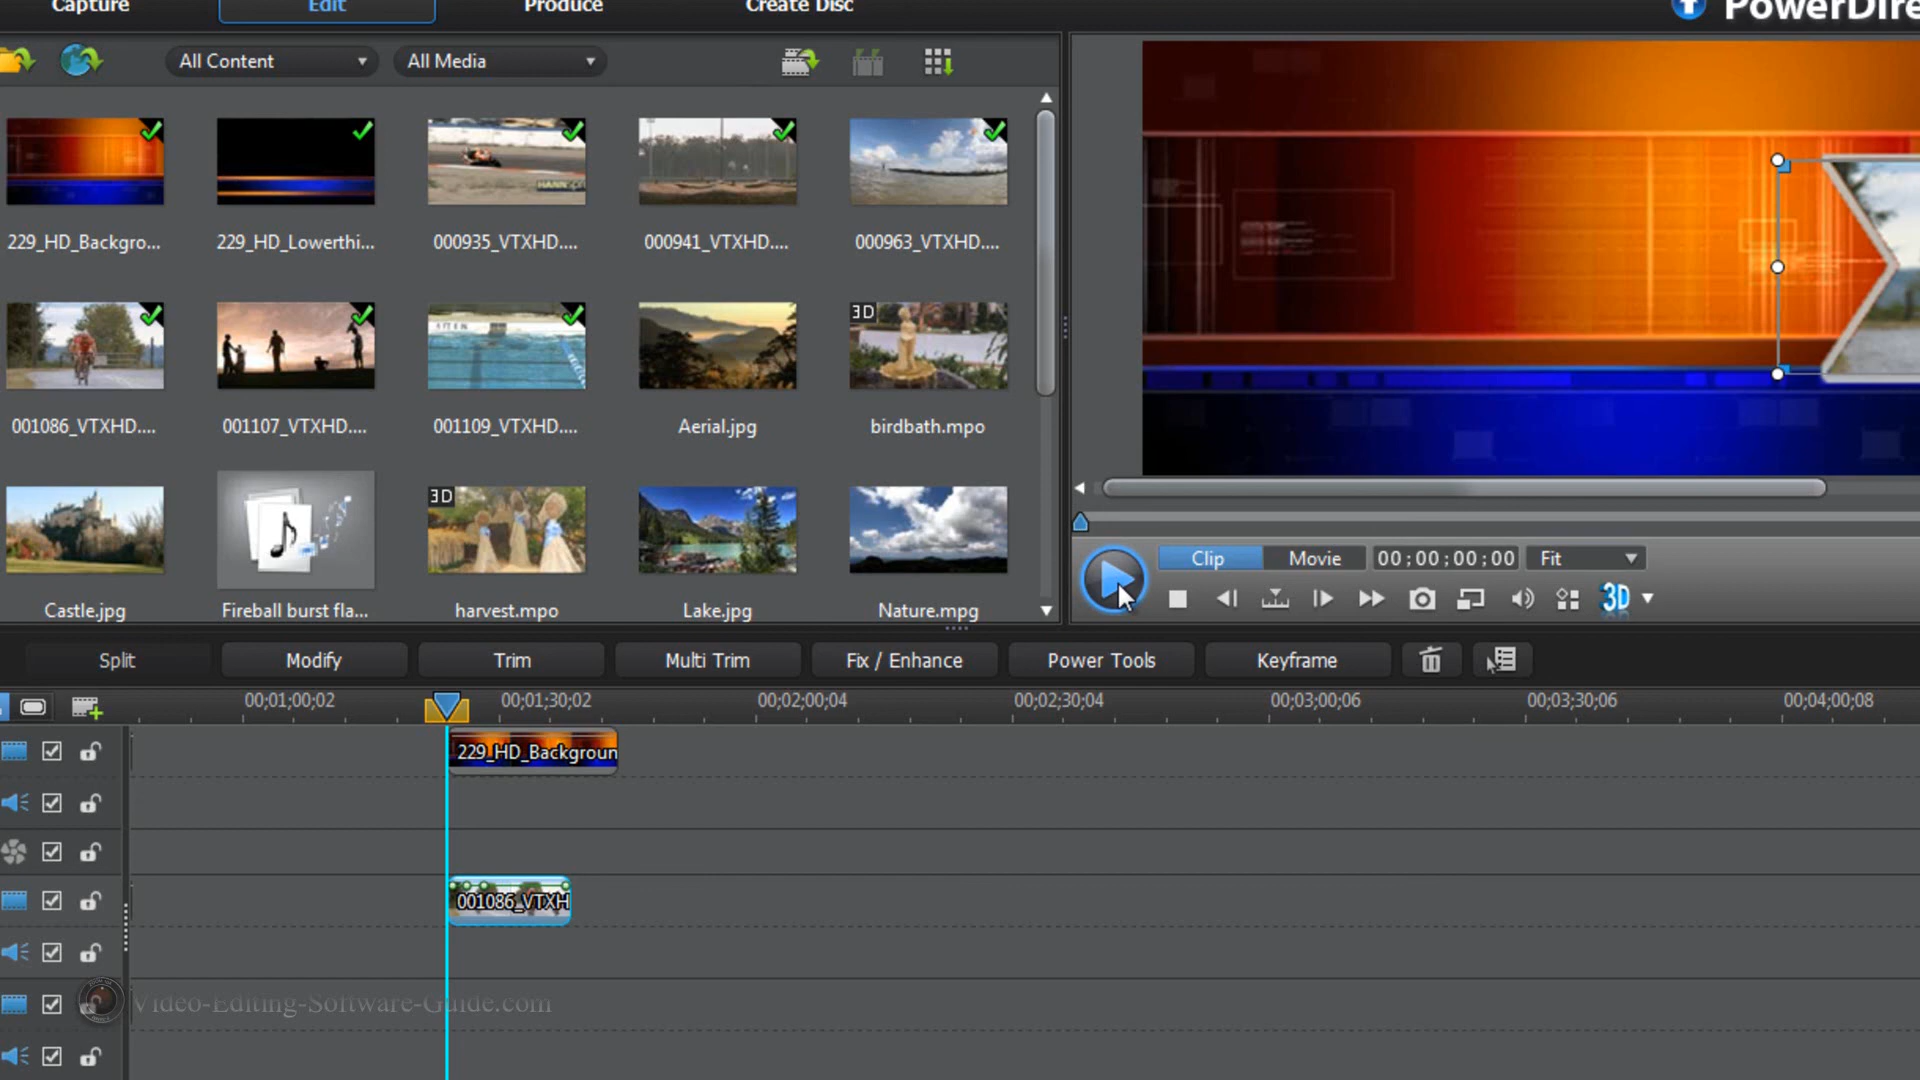 Capture
Edit
Produce
Create Disc
PowerDire
All Content
All Media
229_HD_Backgro...
229_HD_Lowerthi...
000935_VTXHD....
000941_VTXHD....
000963_VTXHD....
3D
001086_VTXHD....
001107_VTXHD....
001109_VTXHD....
Aerial.jpg
birdbath.mpo
3D
Castle.jpg
Fireball burst fla...
harvest.mpo
Lake.jpg
Nature.mpg
Clip
Movie
00;00;00;00
Fit
3D
Split
Modify
Trim
Multi Trim
Fix / Enhance
Power Tools
Keyframe
00;01;00;02
00;01;30;02
00;02;00;04
00;02;30;04
00;03;00;06
00;03;30;06
00;04;00;08
229_HD_Backgroun
001086_VTXH
Video-Editing-Software-Guide.com